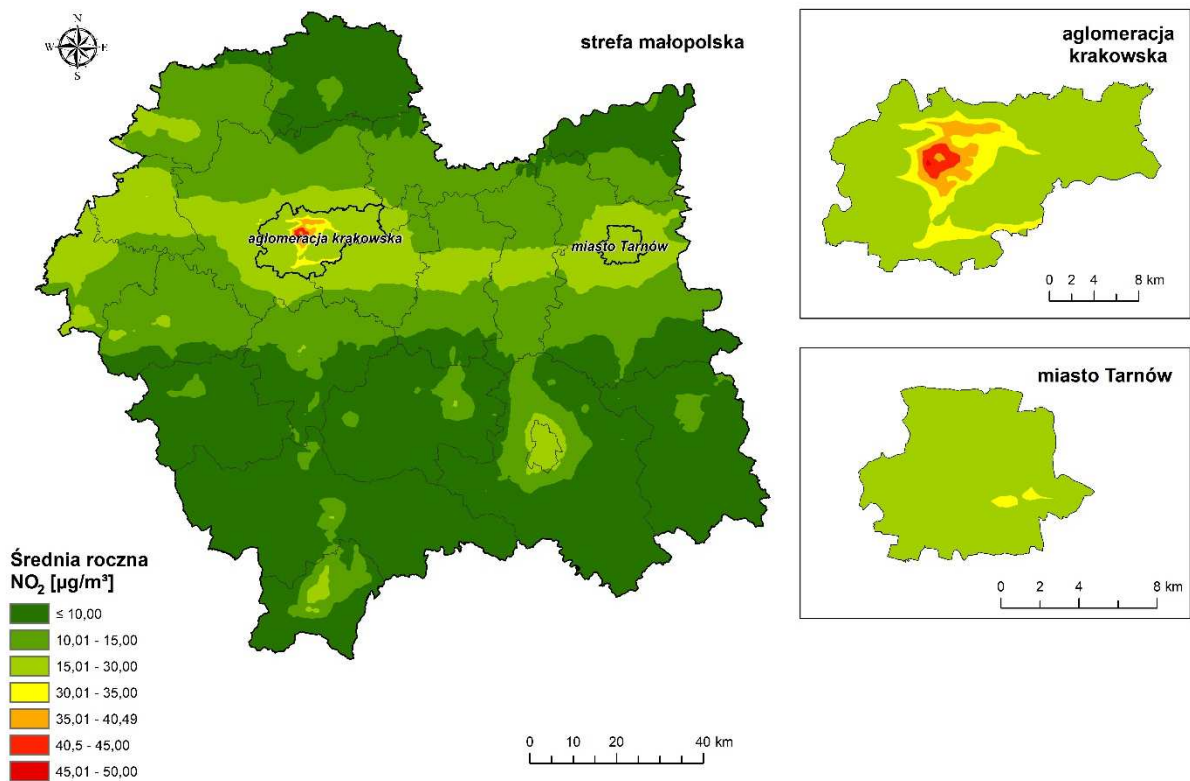 N
W E
S
strefa małopolska
aglomeracja krakowska
miasto Tarnów
Średnia roczna
NO₂ [µg/m³]
≤ 10,00
10,01 - 15,00
15,01 - 30,00
30,01 - 35,00
35,01 - 40,49
40,5 - 45,00
45,01 - 50,00
0 10 20 40 km
aglomeracja
krakowska
0 2 4 8 km
miasto Tarnów
0 2 4 8 km